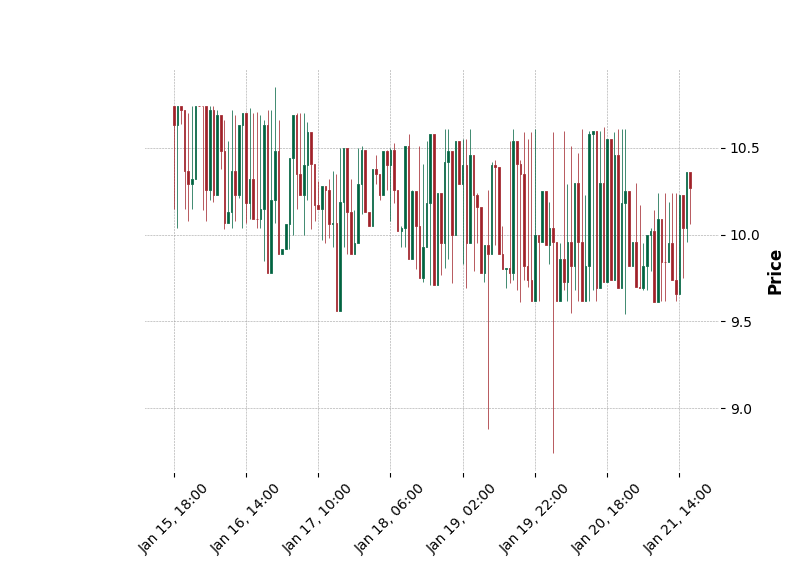 10.5
10.0
9.5
9.0
Price
Jan 15, 18:00
Jan 16, 14:00
Jan 17, 10:00
Jan 18, 06:00
Jan 19, 02:00
Jan 19, 22:00
Jan 20, 18:00
Jan 21, 14:00